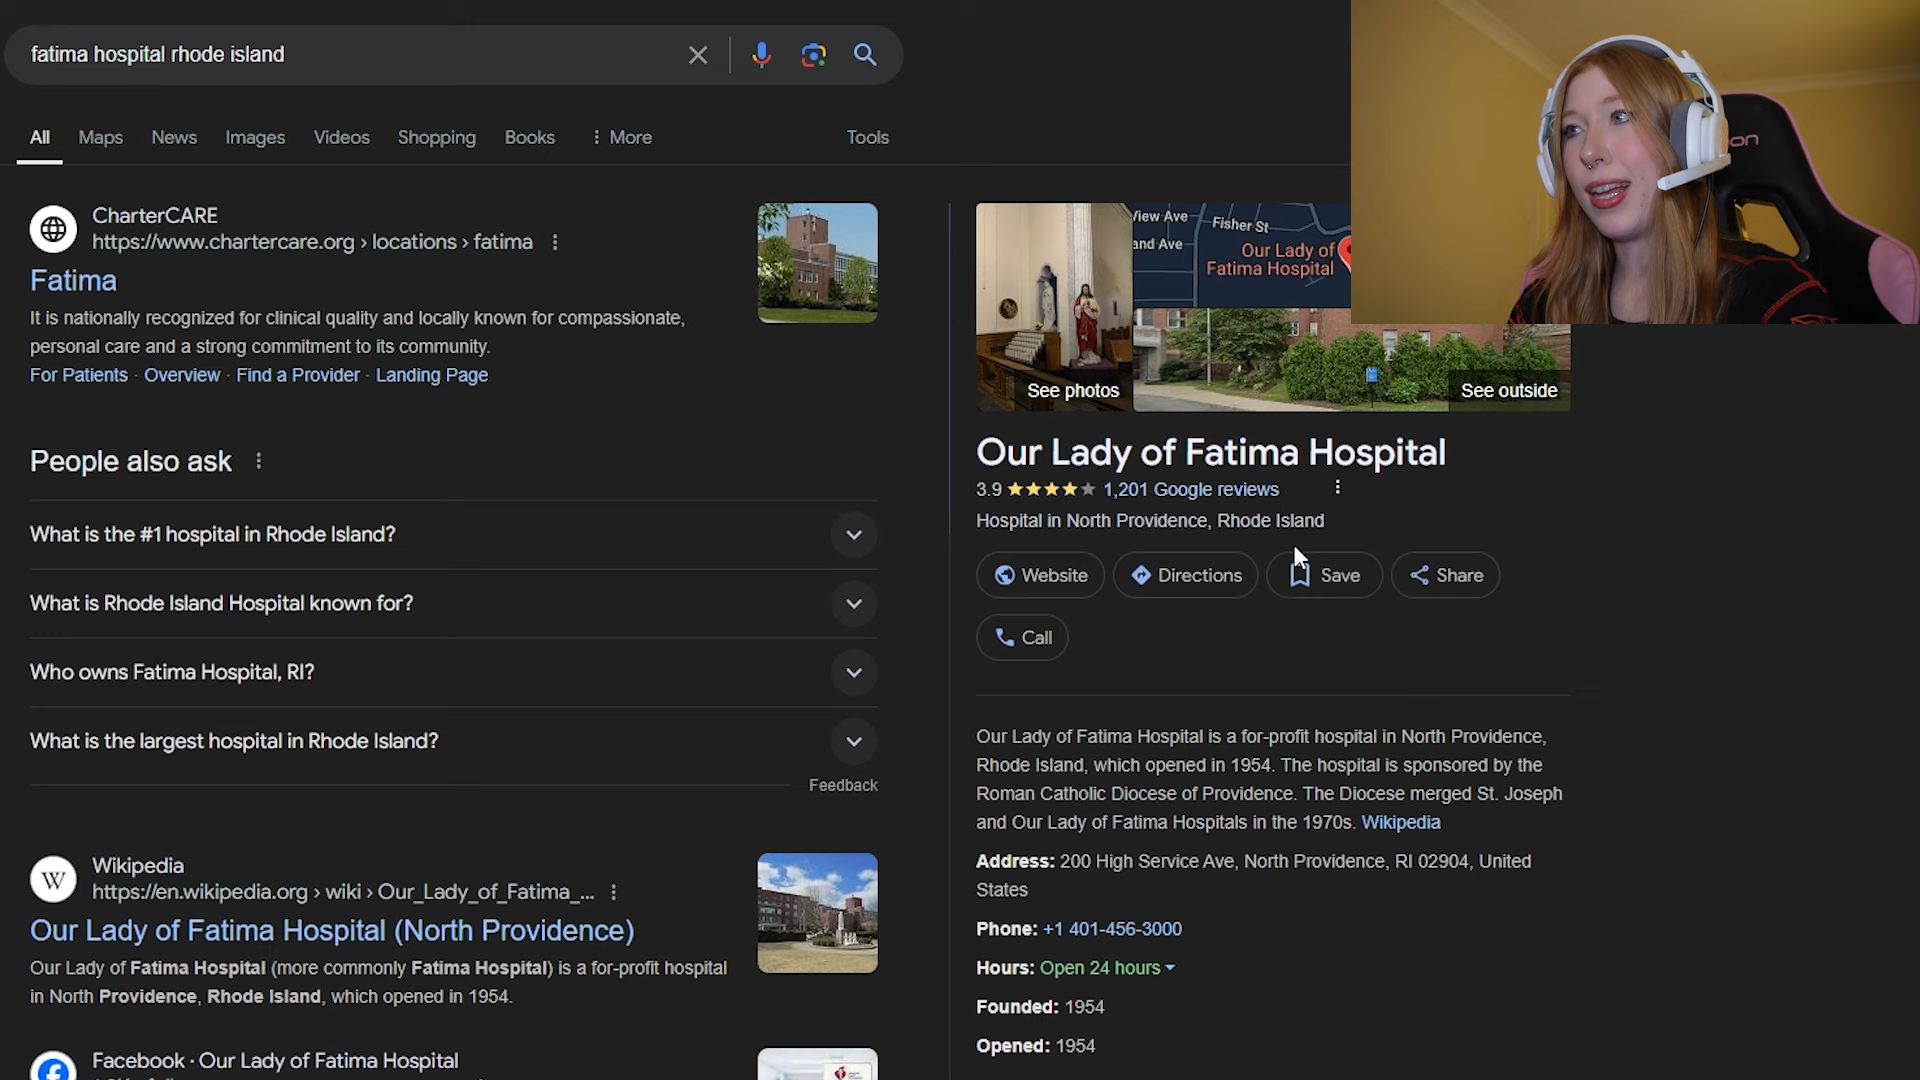 fatima hospital rhode island
All Maps News Images Videos Shopping Books More Tools
CharterCARE
https://www.chartercare.org › locations › fatima
Fatima
It is nationally recognized for clinical quality and locally known for compassionate,
personal care and a strong commitment to its community.
For Patients · Overview · Find a Provider · Landing Page
People also ask
What is the #1 hospital in Rhode Island?
What is Rhode Island Hospital known for?
Who owns Fatima Hospital, RI?
What is the largest hospital in Rhode Island?
Feedback
W
Wikipedia
https://en.wikipedia.org › wiki › Our_Lady_of_Fatima_...
Our Lady of Fatima Hospital (North Providence)
Our Lady of Fatima Hospital (more commonly Fatima Hospital) is a for-profit hospital
in North Providence, Rhode Island, which opened in 1954.
Facebook · Our Lady of Fatima Hospital
View Ave
Fisher St
and Ave
Our Lady of
Fatima Hospital
See photos
See outside
Our Lady of Fatima Hospital
3.9 1,201 Google reviews
Hospital in North Providence, Rhode Island
Website Directions Save Share
Call
Our Lady of Fatima Hospital is a for-profit hospital in North Providence,
Rhode Island, which opened in 1954. The hospital is sponsored by the
Roman Catholic Diocese of Providence. The Diocese merged St. Joseph
and Our Lady of Fatima Hospitals in the 1970s. Wikipedia
Address: 200 High Service Ave, North Providence, RI 02904, United
States
Phone: +1 401-456-3000
Hours: Open 24 hours
Founded: 1954
Opened: 1954